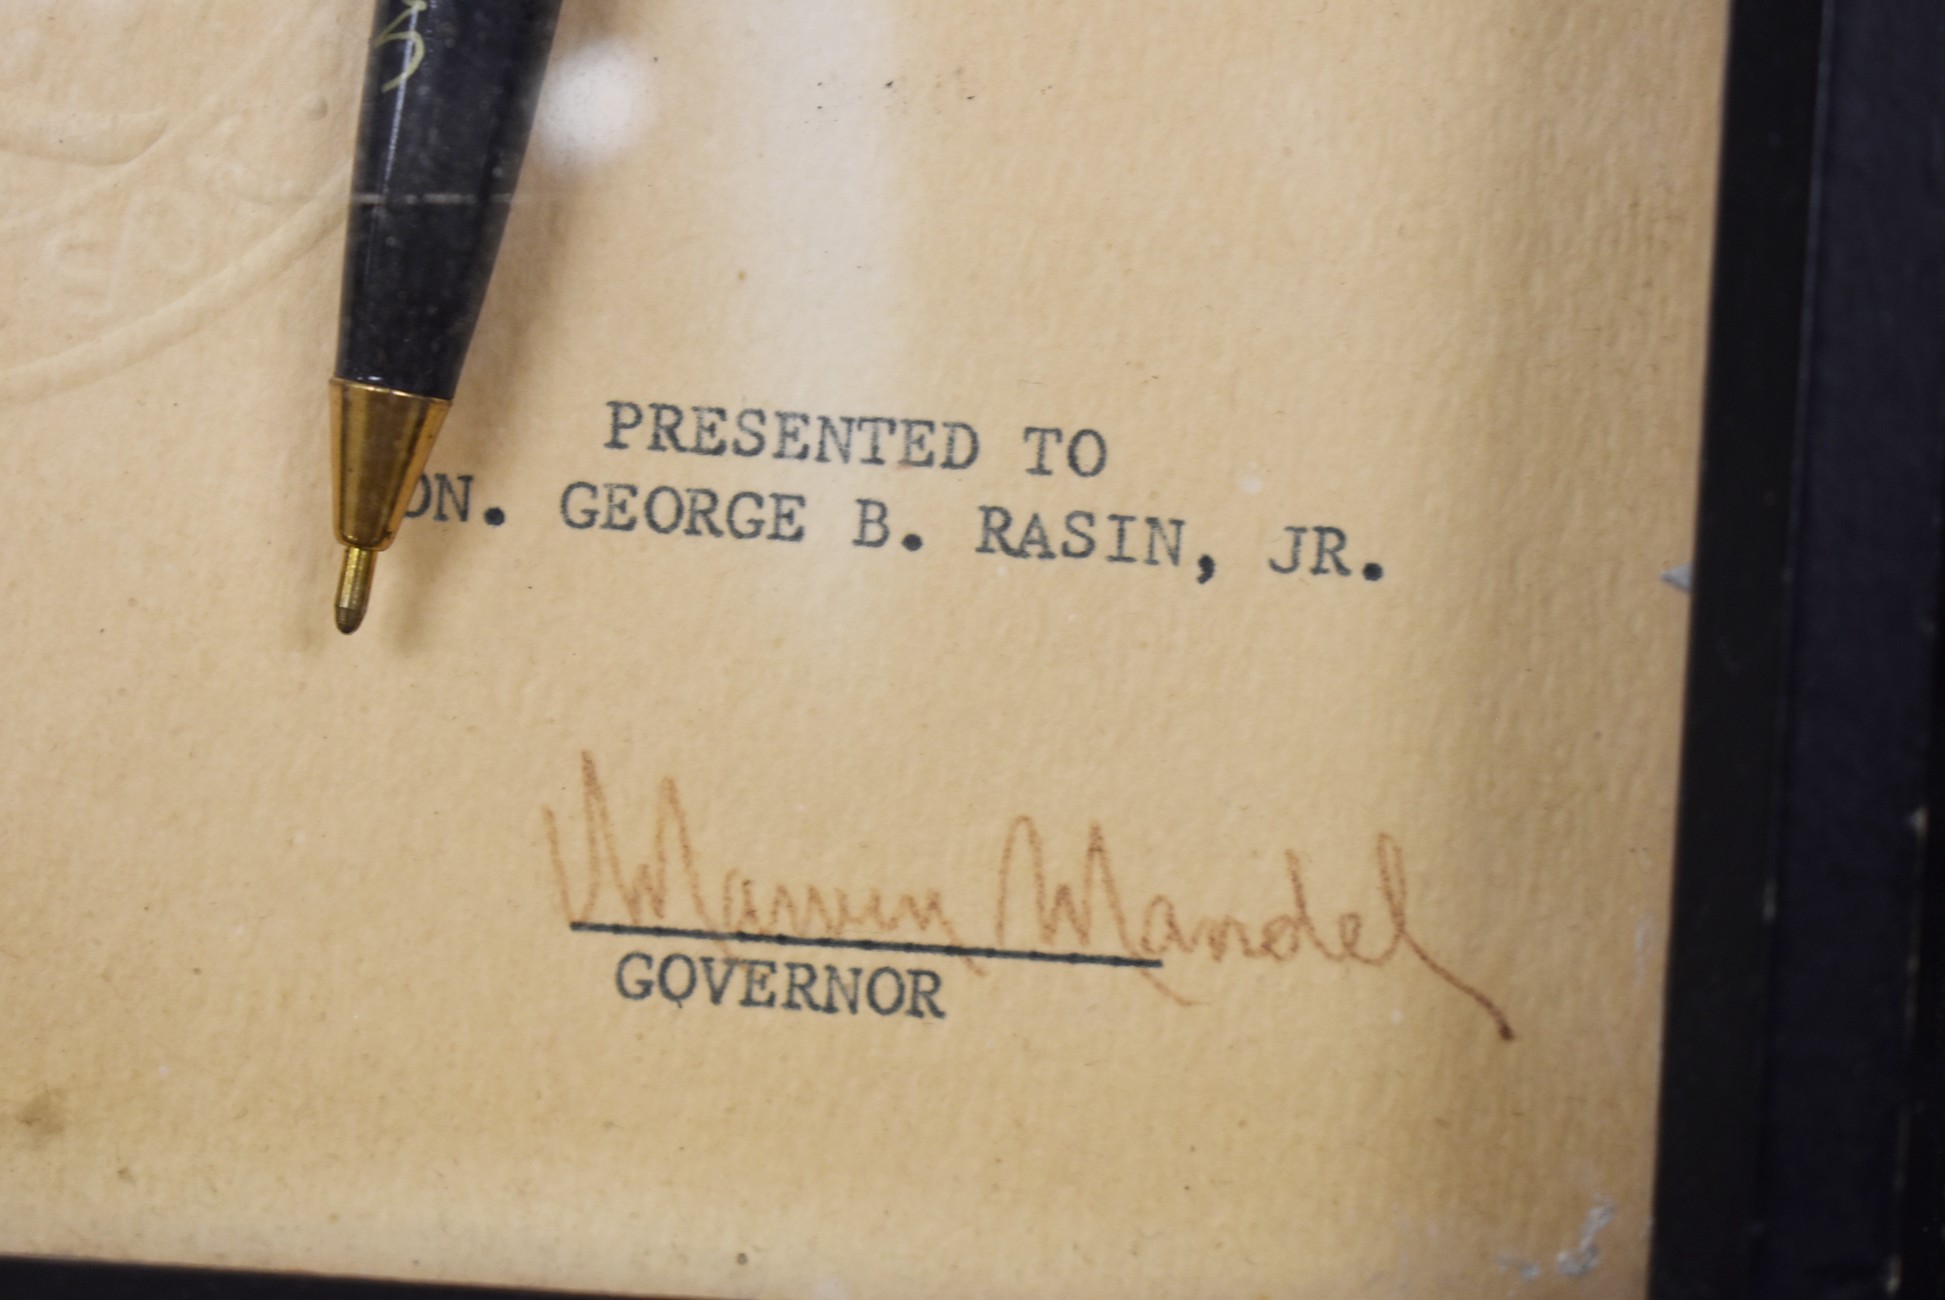 PRESENTED TO
ON. GEORGE B. RASIN, JR.
Marvin Mandel
GOVERNOR